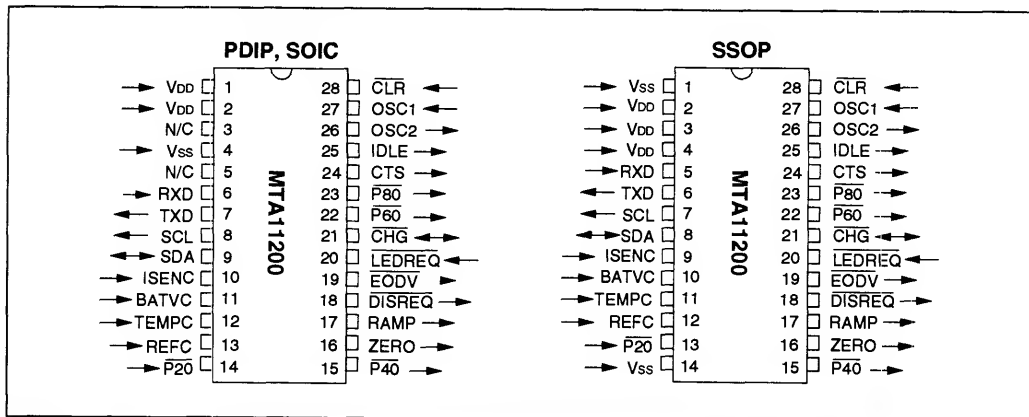 PDIP, SOIC
VDD 1 28 CLR
VDD 2 27 OSC1
N/C 3 26 OSC2
Vss 4 25 IDLE
N/C 5 24 CTS
RXD 6 23 P80
TXD 7 22 P60
SCL 8 21 CHG
SDA 9 20 LEDREQ
ISENC 10 19 EODV
BATVC 11 18 DISREQ
TEMPC 12 17 RAMP
REFC 13 16 ZERO
P20 14 15 P40
MTA11200
SSOP
Vss 1 28 CLR
VDD 2 27 OSC1
VDD 3 26 OSC2
VDD 4 25 IDLE
RXD 5 24 CTS
TXD 6 23 P80
SCL 7 22 P60
SDA 8 21 CHG
ISENC 9 20 LEDREQ
BATVC 10 19 EODV
TEMPC 11 18 DISREQ
REFC 12 17 RAMP
P20 13 16 ZERO
Vss 14 15 P40
MTA11200